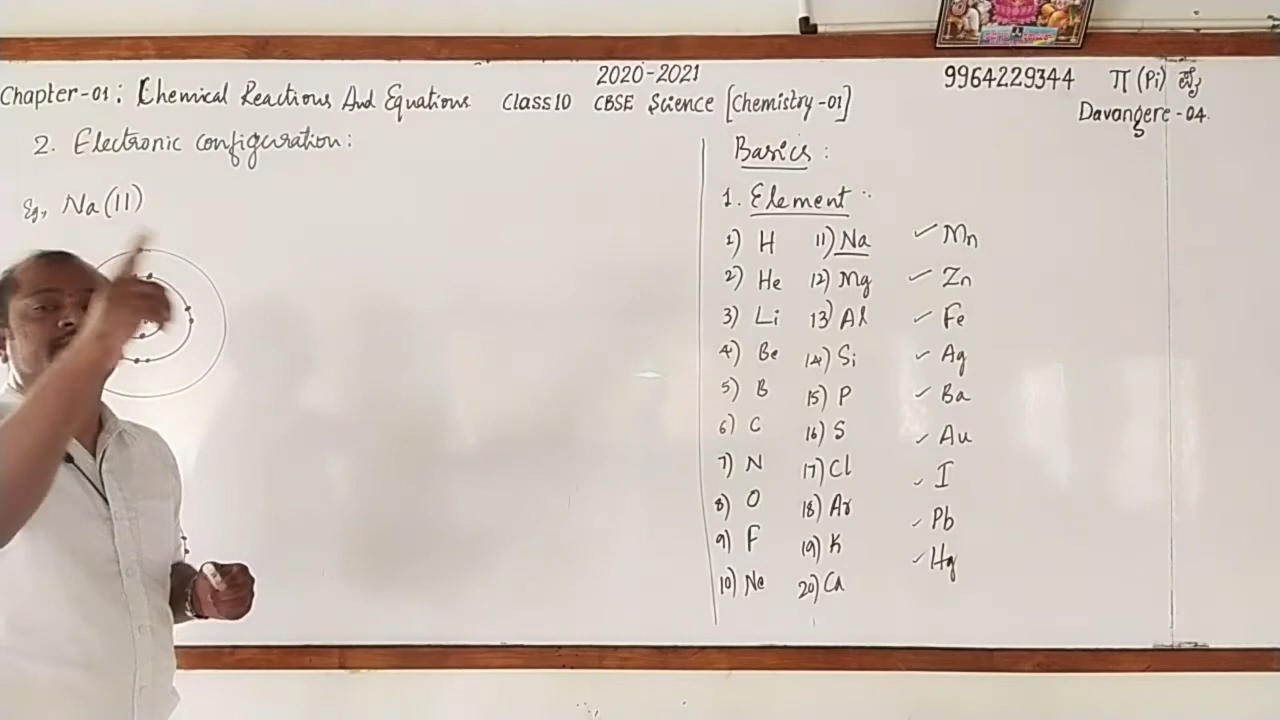 2020-2021
9964229344 π (Pi) ಪೈ
Chapter-01: Chemical Reactions And Equations Class10 CBSE Science [Chemistry-01]
Davangere - 04.
2. Electronic configuration:
Eg, Na(11)
Basics:
1. Element
1) H 11) Na Mn
2) He 12) Mg Zn
3) Li 13) Al Fe
4) Be 14) Si Ag
5) B 15) P Ba
6) C 16) S Au
7) N 17) Cl I
8) O 18) Ar Pb
9) F 19) K Hg
10) Ne 20) Ca